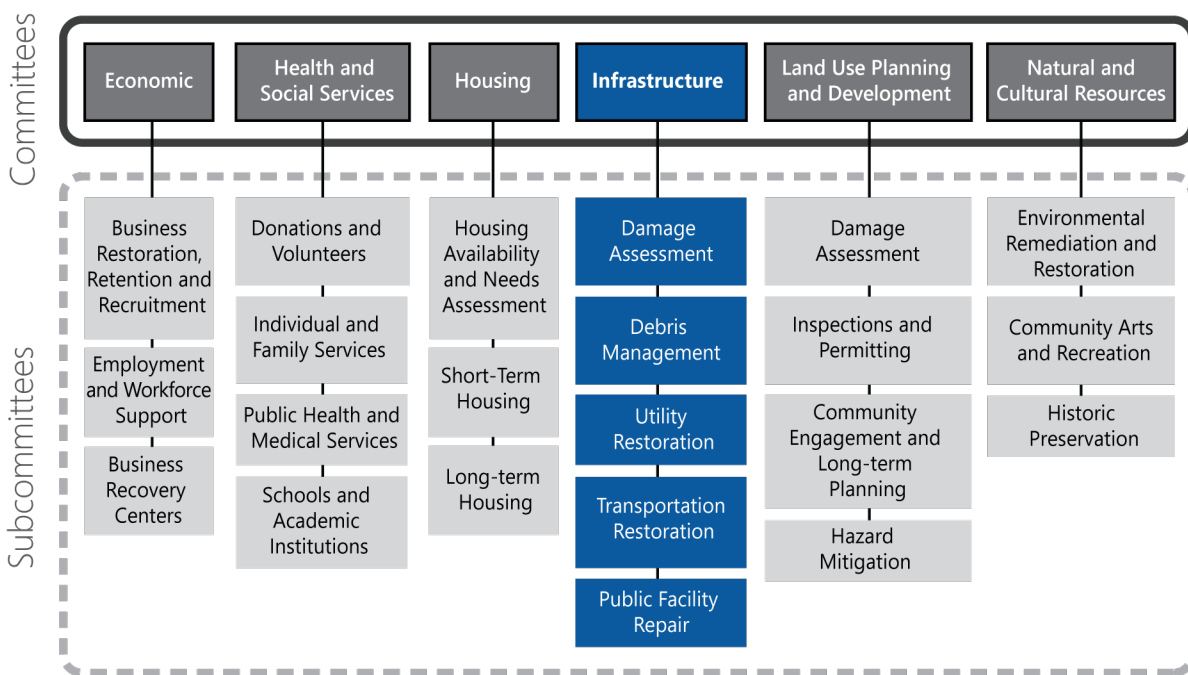 Committees
Economic
Health and
Social Services
Housing
Infrastructure
Land Use Planning
and Development
Natural and
Cultural Resources
Subcommittees
Business
Restoration,
Retention and
Recruitment
Employment
and Workforce
Support
Business
Recovery
Centers
Donations and
Volunteers
Individual and
Family Services
Public Health and
Medical Services
Schools and
Academic
Institutions
Housing
Availability
and Needs
Assessment
Short-Term
Housing
Long-term
Housing
Damage
Assessment
Debris
Management
Utility
Restoration
Transportation
Restoration
Public Facility
Repair
Damage
Assessment
Inspections and
Permitting
Community
Engagement and
Long-term
Planning
Hazard
Mitigation
Environmental
Remediation and
Restoration
Community Arts
and Recreation
Historic
Preservation